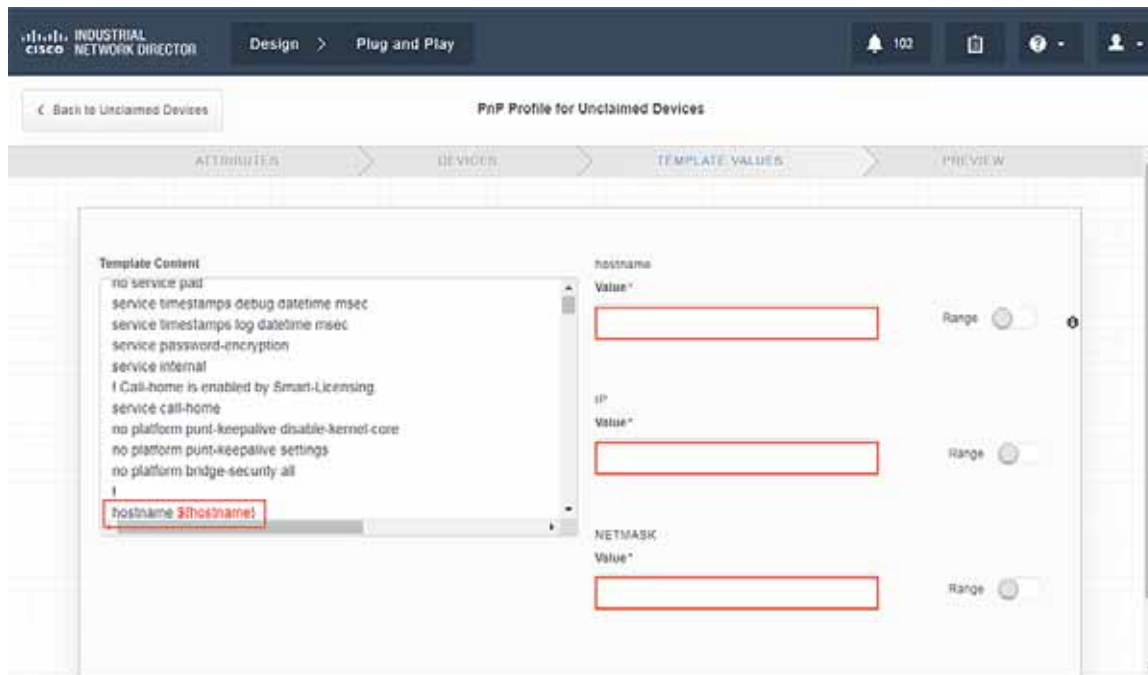 INDUSTRIAL
CISCO NETWORK DIRECTOR
Design > Plug and Play
102
< Back to Unclaimed Devices
PnP Profile for Unclaimed Devices
ATTRIBUTES
DEVICES
TEMPLATE VALUES
PREVIEW
Template Content
no service pad
service timestamps debug datetime msec
service timestamps log datetime msec
service password-encryption
service internal
! Call-home is enabled by Smart-Licensing.
service call-home
no platform punt-keepalive disable-kernel-core
no platform punt-keepalive settings
no platform bridge-security all
!
hostname ${hostname}
hostname
Value*
Range
IP
Value*
Range
NETMASK
Value*
Range